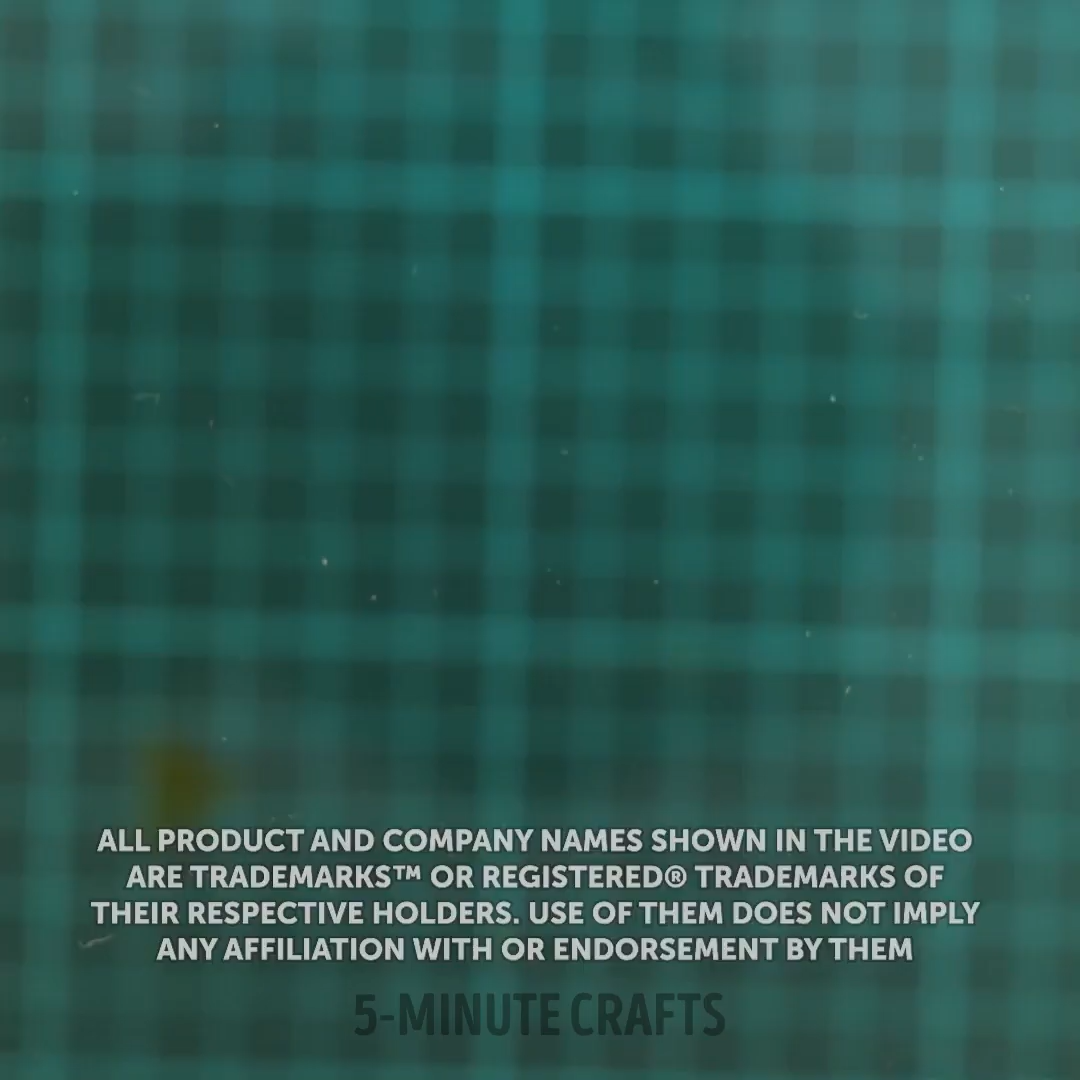 ALL PRODUCT AND COMPANY NAMES SHOWN IN THE VIDEO
ARE TRADEMARKS™ OR REGISTERED® TRADEMARKS OF
THEIR RESPECTIVE HOLDERS. USE OF THEM DOES NOT IMPLY
ANY AFFILIATION WITH OR ENDORSEMENT BY THEM
5-MINUTE CRAFTS